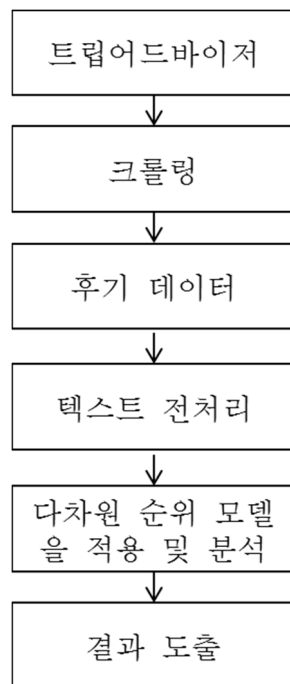 트립어드바이저
크롤링
후기 데이터
텍스트 전처리
다차원 순위 모델
을 적용 및 분석
결과 도출